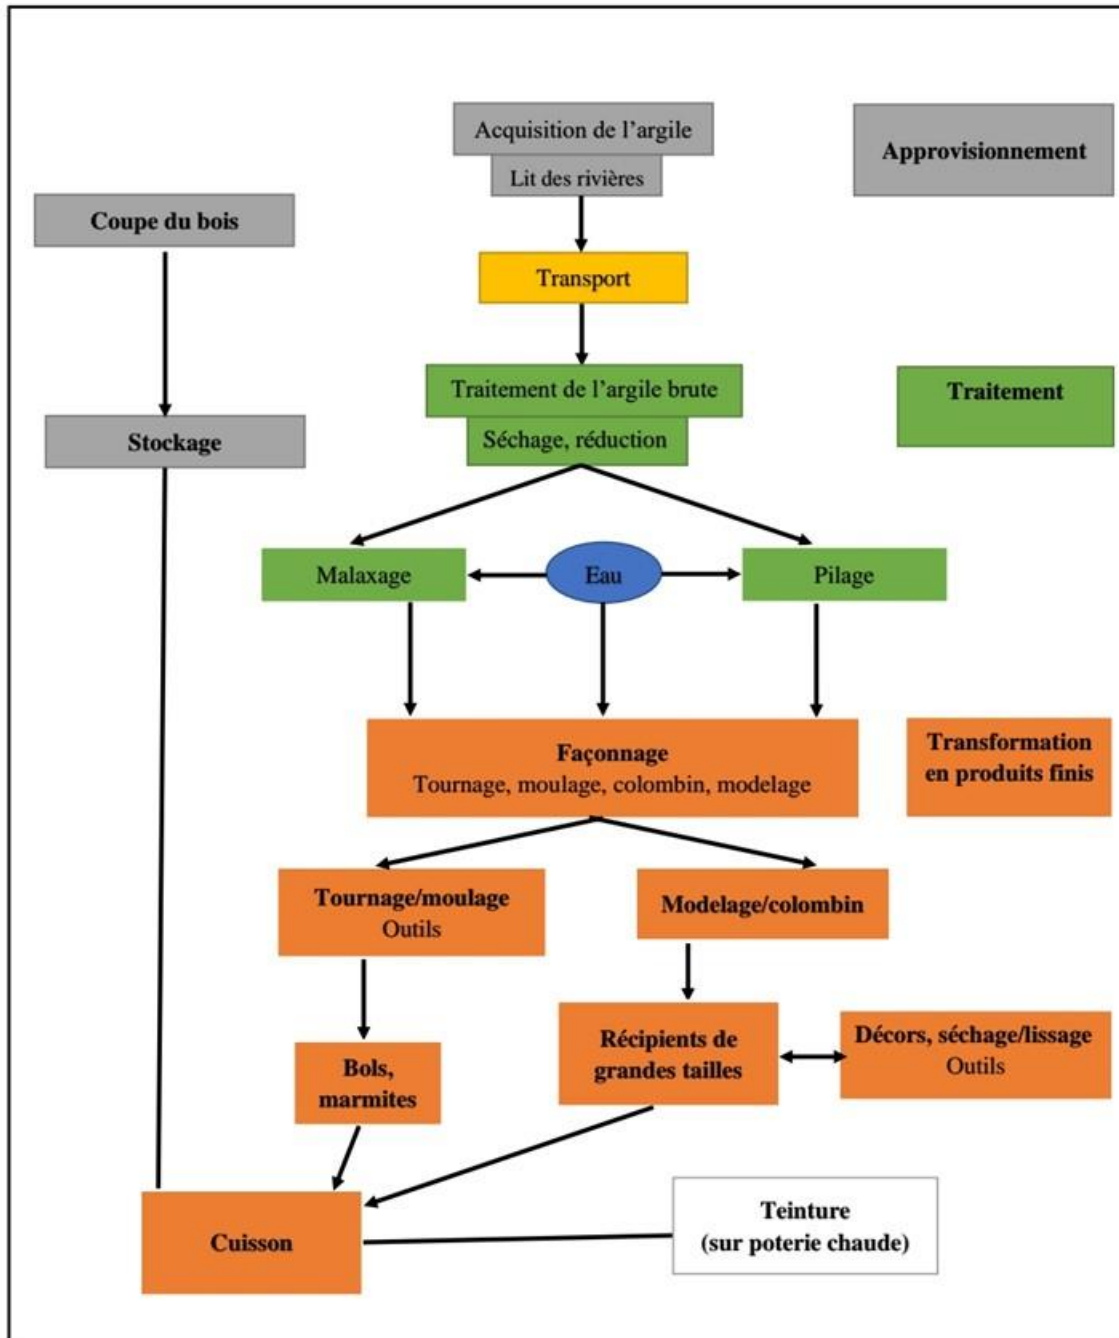 Acquisition de l’argile
Lit des rivières
Approvisionnement
Coupe du bois
Transport
Traitement de l’argile brute
Séchage, réduction
Traitement
Stockage
Malaxage
Eau
Pilage
Façonnage
Tournage, moulage, colombin, modelage
Transformation
en produits finis
Tournage/moulage
Outils
Modelage/colombin
Bols,
marmites
Récipients de
grandes tailles
Décors, séchage/lissage
Outils
Cuisson
Teinture
(sur poterie chaude)